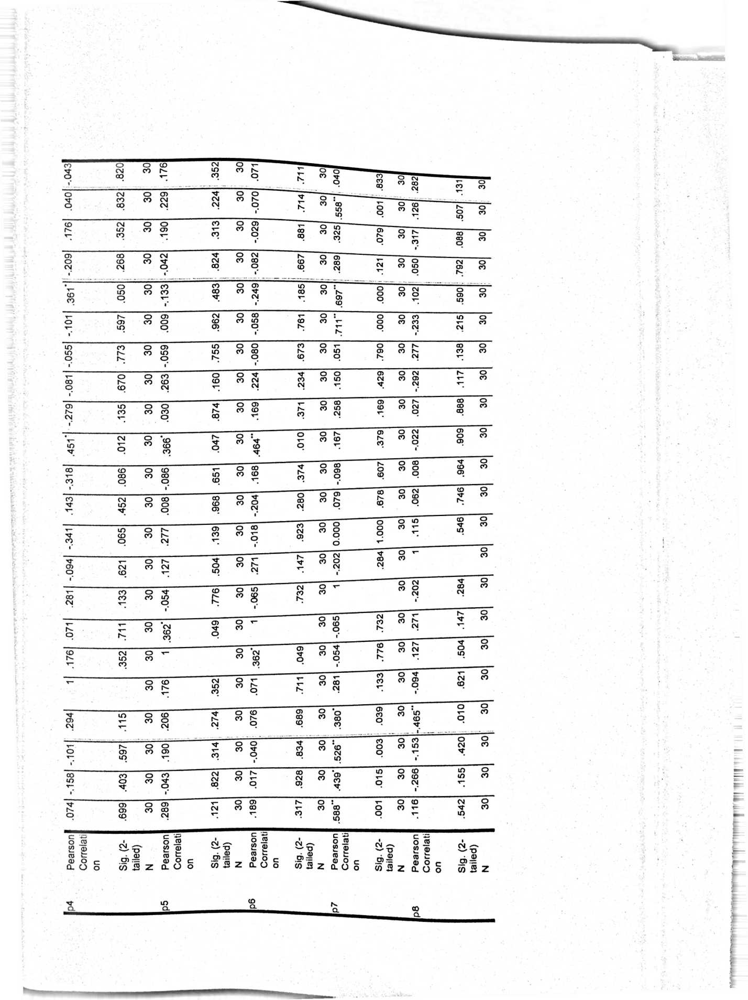 p4 Pearson .074 -.158 -.101 .294 1 .176 .071 .281 -.094 -.341 .143 -.318 .451* -.279 -.081 -.055 -.101 .361* -.209 .176 .040 -.043
Correlati
on
Sig. (2- .699 .403 .597 .115 .352 .711 .133 .621 .065 .452 .086 .012 .135 .670 .773 .597 .050 .268 .352 .832 .820
tailed)
N 30 30 30 30 30 30 30 30 30 30 30 30 30 30 30 30 30 30 30 30 30 30
p5 Pearson .289 -.043 .190 .206 .176 1 .362* -.054 .127 .277 .008 -.086 .366* .030 .263 -.059 .009 -.133 -.042 .190 .229 .176
Correlati
on
Sig. (2- .121 .822 .314 .274 .352 .049 .776 .504 .139 .968 .651 .047 .874 .160 .755 .962 .483 .824 .313 .224 .352
tailed)
N 30 30 30 30 30 30 30 30 30 30 30 30 30 30 30 30 30 30 30 30 30 30
p6 Pearson .189 .017 -.040 .076 .071 .362* 1 -.065 .271 -.018 -.204 .168 .464** .169 .224 -.080 -.058 -.249 -.082 -.029 -.070 .071
Correlati
on
Sig. (2- .317 .928 .834 .689 .711 .049 .732 .147 .923 .280 .374 .010 .371 .234 .673 .761 .185 .667 .881 .714 .711
tailed)
N 30 30 30 30 30 30 30 30 30 30 30 30 30 30 30 30 30 30 30 30 30 30
p7 Pearson .588** .439* .526** .380* .281 -.054 -.065 1 -.202 0.000 .079 -.098 .167 .258 .150 .051 .711** .697** .289 .325 .558** .040
Correlati
on
Sig. (2- .001 .015 .003 .039 .133 .776 .732 .284 1.000 .678 .607 .379 .169 .429 .790 .000 .000 .121 .079 .001 .833
tailed)
N 30 30 30 30 30 30 30 30 30 30 30 30 30 30 30 30 30 30 30 30 30 30
p8 Pearson .116 -.266 -.153 -.465** -.094 .127 .271 -.202 1 .115 .062 .008 -.022 .027 -.292 .277 -.233 .102 .050 -.317 .126 .282
Correlati
on
Sig. (2- .542 .155 .420 .010 .621 .504 .147 .284 .546 .746 .964 .909 .888 .117 .138 .215 .590 .792 .088 .507 .131
tailed)
N 30 30 30 30 30 30 30 30 30 30 30 30 30 30 30 30 30 30 30 30 30 30